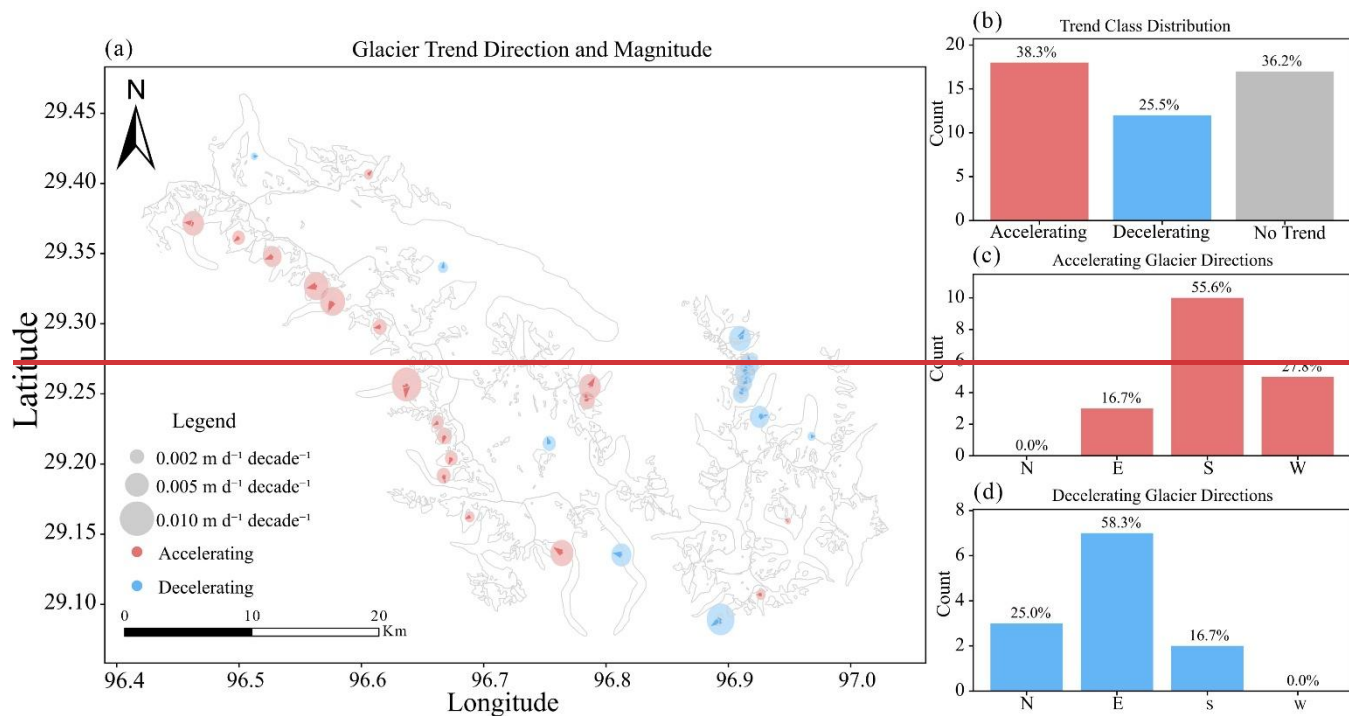 (a)
Glacier Trend Direction and Magnitude
N
29.45
29.40
29.35
29.30
29.25
29.20
29.15
29.10
Latitude
Legend
0.002 m d⁻¹ decade⁻¹
0.005 m d⁻¹ decade⁻¹
0.010 m d⁻¹ decade⁻¹
Accelerating
Decelerating
0 10 20
Km
96.4 96.5 96.6 96.7 96.8 96.9 97.0
Longitude
(b)
Trend Class Distribution
20
15
10
5
0
Count
38.3%
25.5%
36.2%
Accelerating Decelerating No Trend
(c)
Accelerating Glacier Directions
10
8
6
4
2
0
Count
0.0%
16.7%
55.6%
27.8%
N E S W
(d)
Decelerating Glacier Directions
8
6
4
2
0
Count
25.0%
58.3%
16.7%
0.0%
N E S W